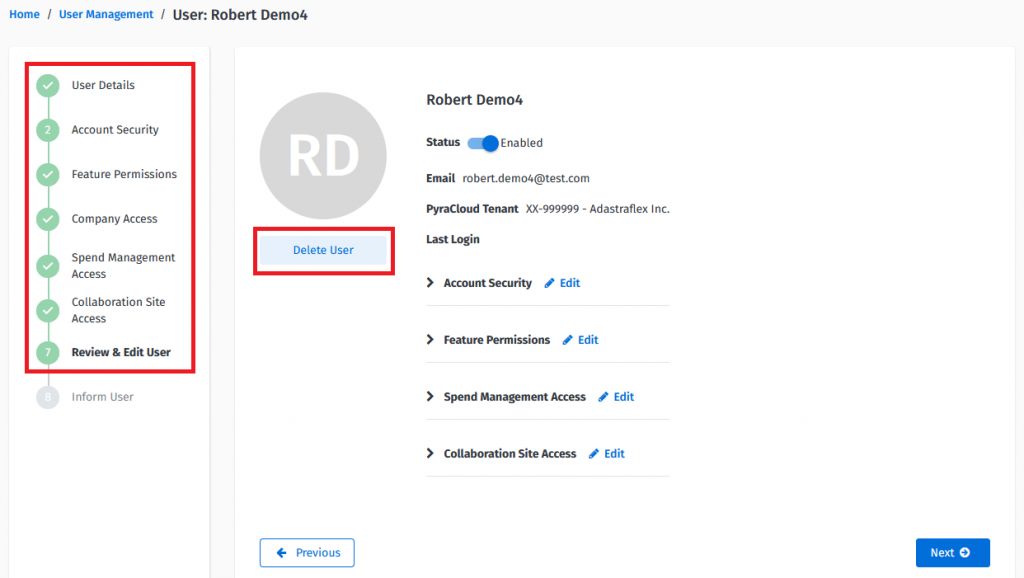 Home / User Management / User: Robert Demo4
User Details
2 Account Security
Feature Permissions
Company Access
Spend Management
Access
Collaboration Site
Access
7 Review & Edit User
8 Inform User
RD
Delete User
Robert Demo4
Status Enabled
Email robert.demo4@test.com
PyraCloud Tenant XX-999999 - Adastraflex Inc.
Last Login
Account Security Edit
Feature Permissions Edit
Spend Management Access Edit
Collaboration Site Access Edit
Previous
Next